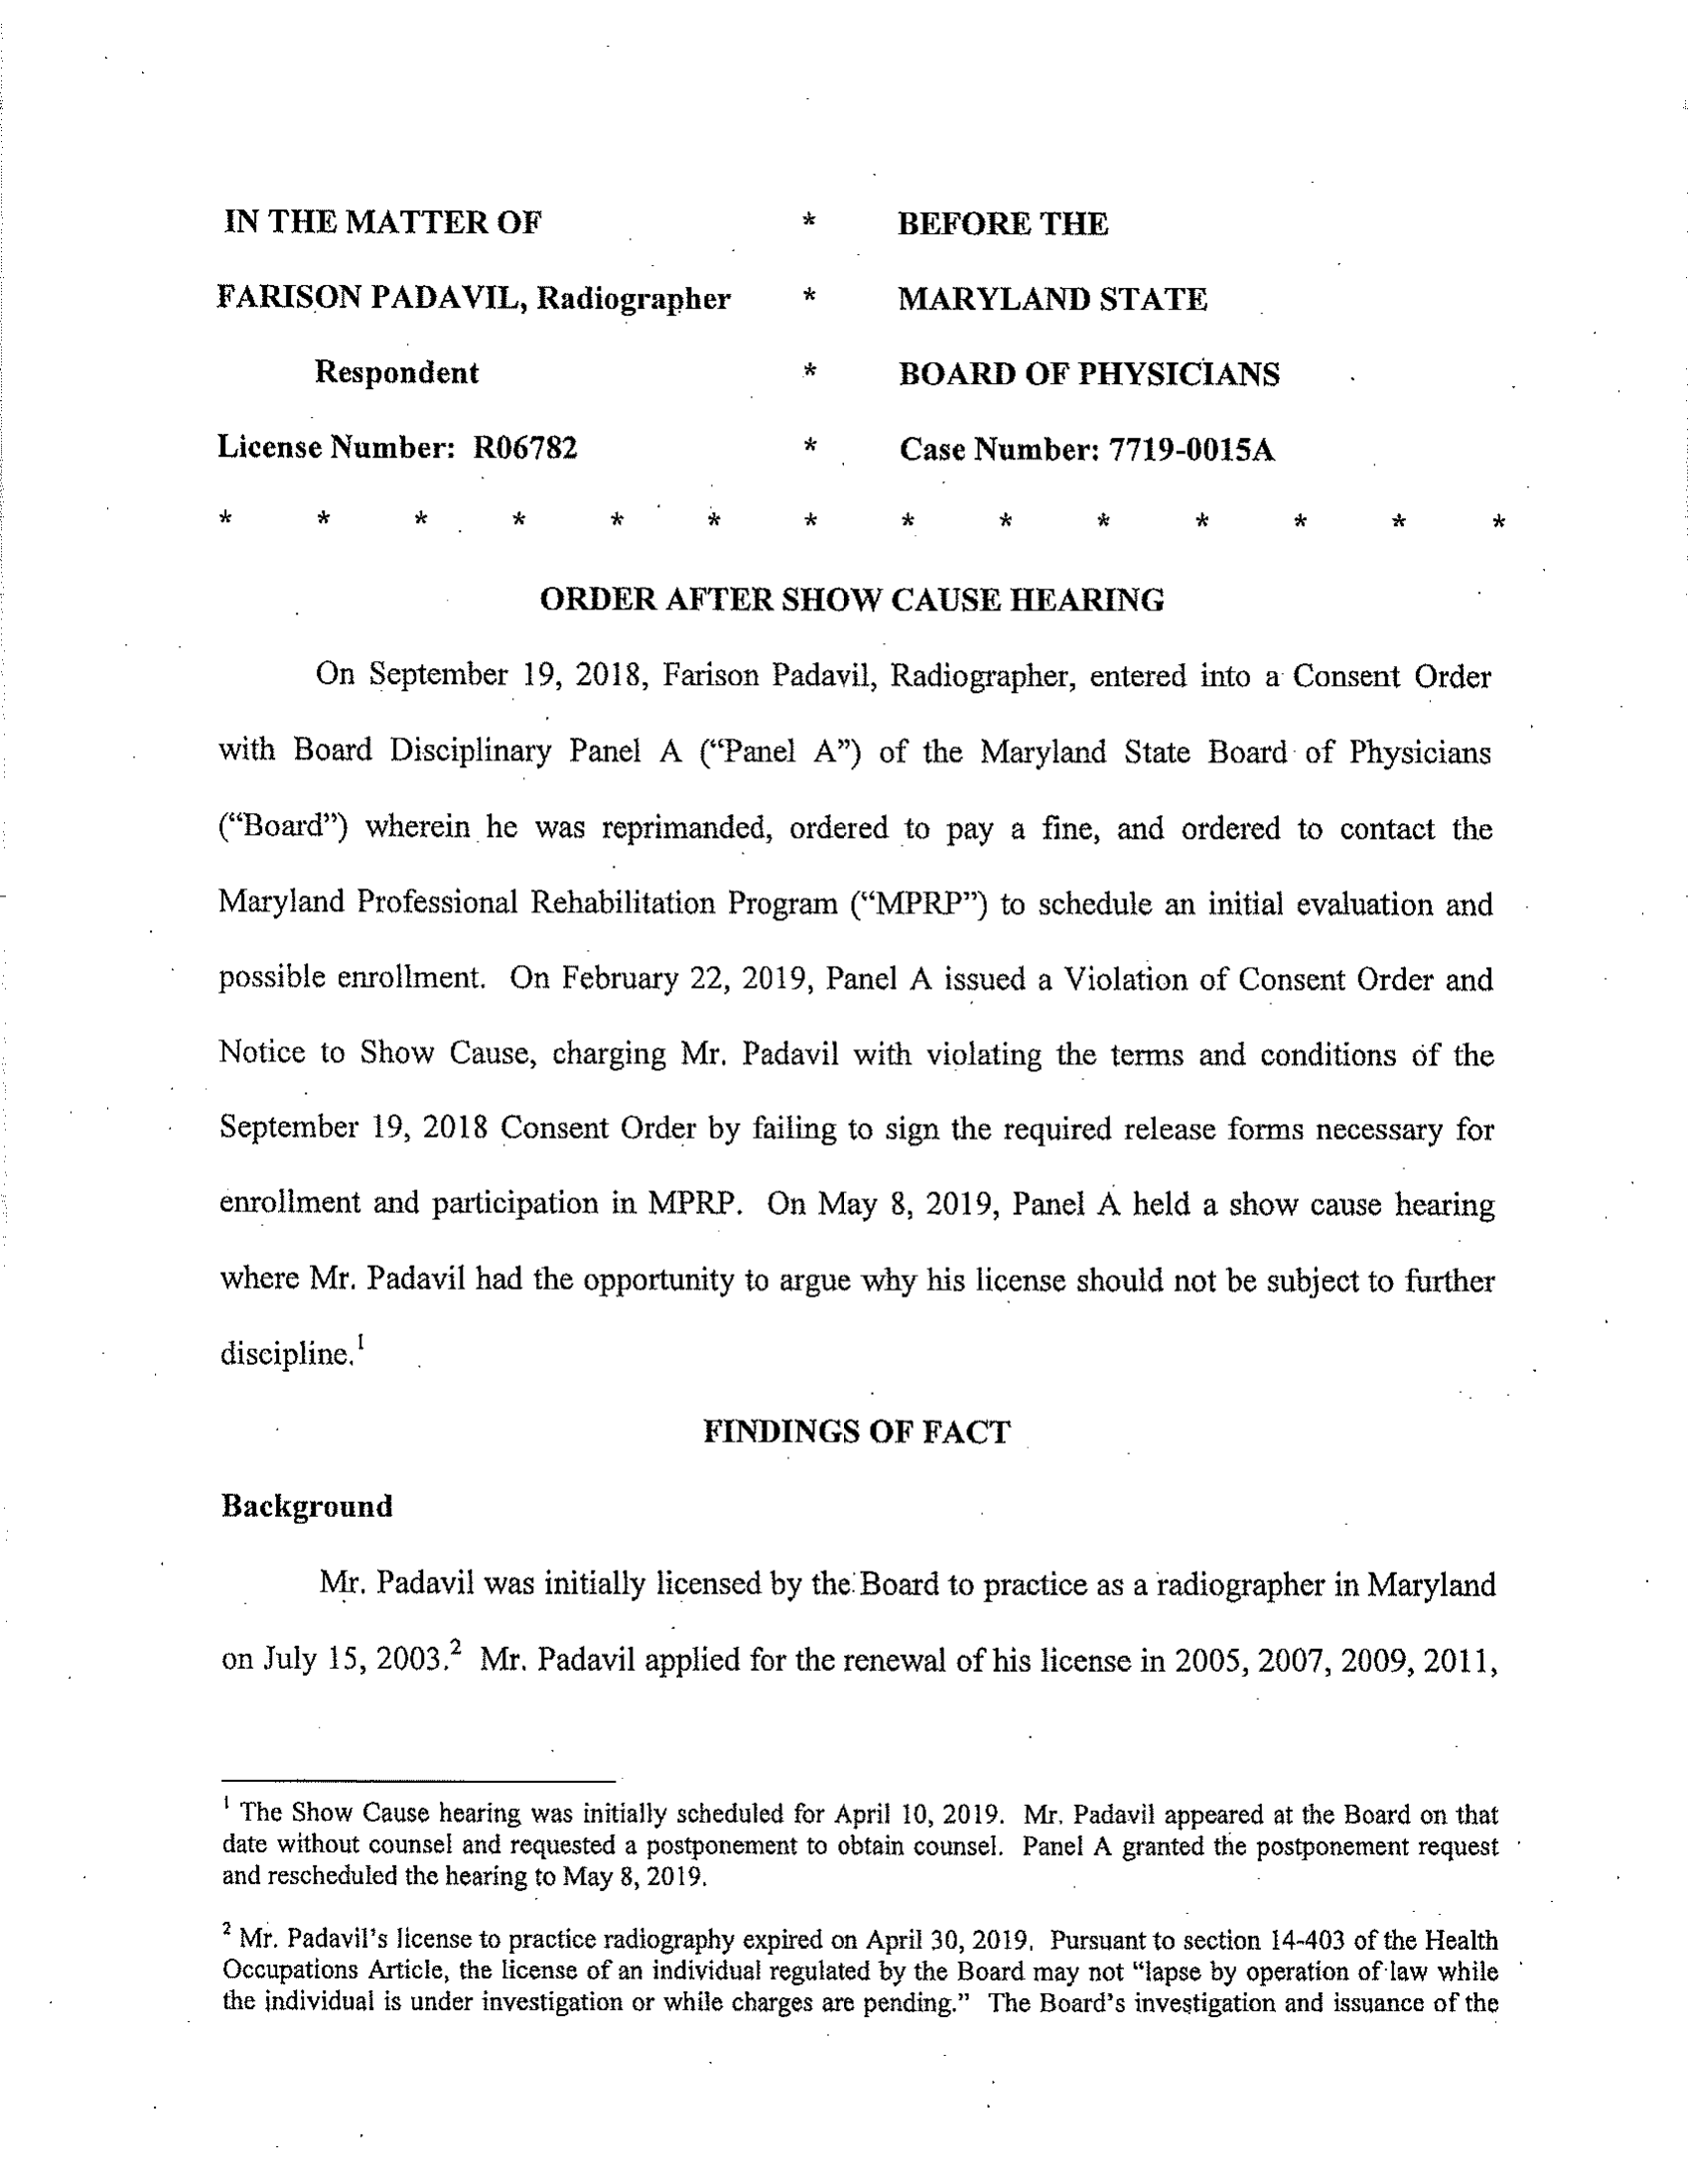 IN THE MATTER OF * BEFORE THE
FARISON PADAVIL, Radiographer * MARYLAND STATE
Respondent * BOARD OF PHYSICIANS
License Number: R06782 * Case Number: 7719-0015A
* * * * * * * * * * * * * *
ORDER AFTER SHOW CAUSE HEARING
On September 19, 2018, Farison Padavil, Radiographer, entered into a Consent Order
with Board Disciplinary Panel A (“Panel A”) of the Maryland State Board of Physicians
(“Board”) wherein he was reprimanded, ordered to pay a fine, and ordered to contact the
Maryland Professional Rehabilitation Program (“MPRP”) to schedule an initial evaluation and
possible enrollment. On February 22, 2019, Panel A issued a Violation of Consent Order and
Notice to Show Cause, charging Mr. Padavil with violating the terms and conditions of the
September 19, 2018 Consent Order by failing to sign the required release forms necessary for
enrollment and participation in MPRP. On May 8, 2019, Panel A held a show cause hearing
where Mr. Padavil had the opportunity to argue why his license should not be subject to further
discipline.1
FINDINGS OF FACT
Background
Mr. Padavil was initially licensed by the Board to practice as a radiographer in Maryland
on July 15, 2003.2 Mr. Padavil applied for the renewal of his license in 2005, 2007, 2009, 2011,
1 The Show Cause hearing was initially scheduled for April 10, 2019. Mr. Padavil appeared at the Board on that
date without counsel and requested a postponement to obtain counsel. Panel A granted the postponement request
and rescheduled the hearing to May 8, 2019.
2 Mr. Padavil’s license to practice radiography expired on April 30, 2019. Pursuant to section 14-403 of the Health
Occupations Article, the license of an individual regulated by the Board may not “lapse by operation of law while
the individual is under investigation or while charges are pending.” The Board’s investigation and issuance of the